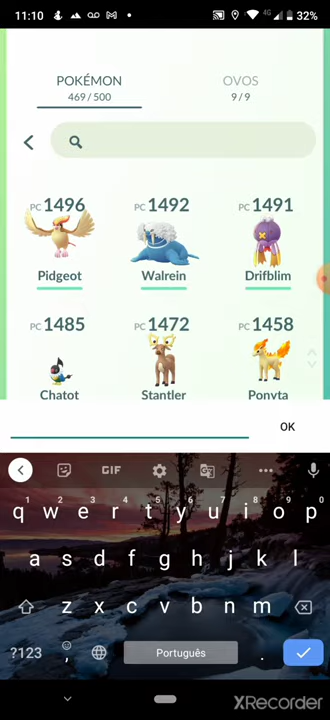 11:10 4G 32%
POKÉMON OVOS
469 / 500 9 / 9
PC 1496 PC 1492 PC 1491
Pidgeot Walrein Drifblim
PC 1485 PC 1472 PC 1458
Chatot Stantler Ponyta
OK
GIF
1 2 3 4 5 6 7 8 9 0
q w e r t y u i o p
a s d f g h j k l
z x c v b n m
?123 , Português .
XRecorder